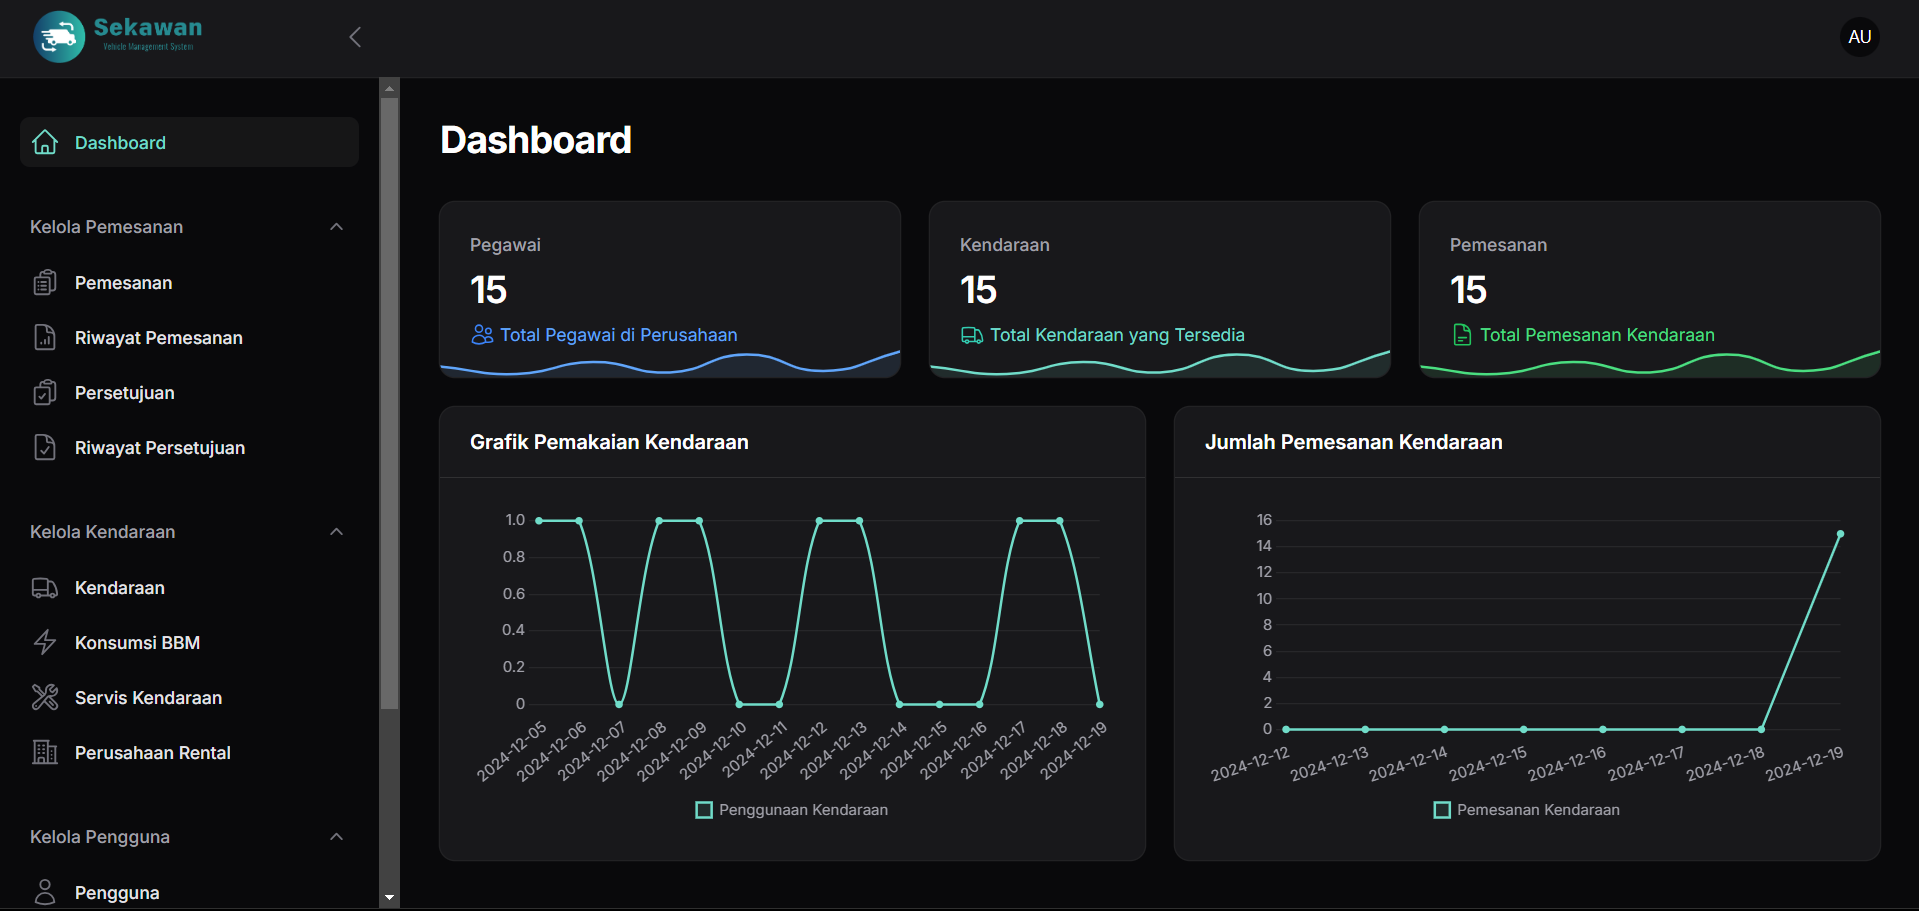 Sekawan
Vehicle Management System
AU
Dashboard
Kelola Pemesanan
Pemesanan
Riwayat Pemesanan
Persetujuan
Riwayat Persetujuan
Kelola Kendaraan
Kendaraan
Konsumsi BBM
Servis Kendaraan
Perusahaan Rental
Kelola Pengguna
Pengguna
Dashboard
Pegawai
15
Total Pegawai di Perusahaan
Kendaraan
15
Total Kendaraan yang Tersedia
Pemesanan
15
Total Pemesanan Kendaraan
Grafik Pemakaian Kendaraan
1.0
0.8
0.6
0.4
0.2
0
2024-12-05
2024-12-06
2024-12-07
2024-12-08
2024-12-09
2024-12-10
2024-12-11
2024-12-12
2024-12-13
2024-12-14
2024-12-15
2024-12-16
2024-12-17
2024-12-18
2024-12-19
Penggunaan Kendaraan
Jumlah Pemesanan Kendaraan
16
14
12
10
8
6
4
2
0
2024-12-12
2024-12-13
2024-12-14
2024-12-15
2024-12-16
2024-12-17
2024-12-18
2024-12-19
Pemesanan Kendaraan